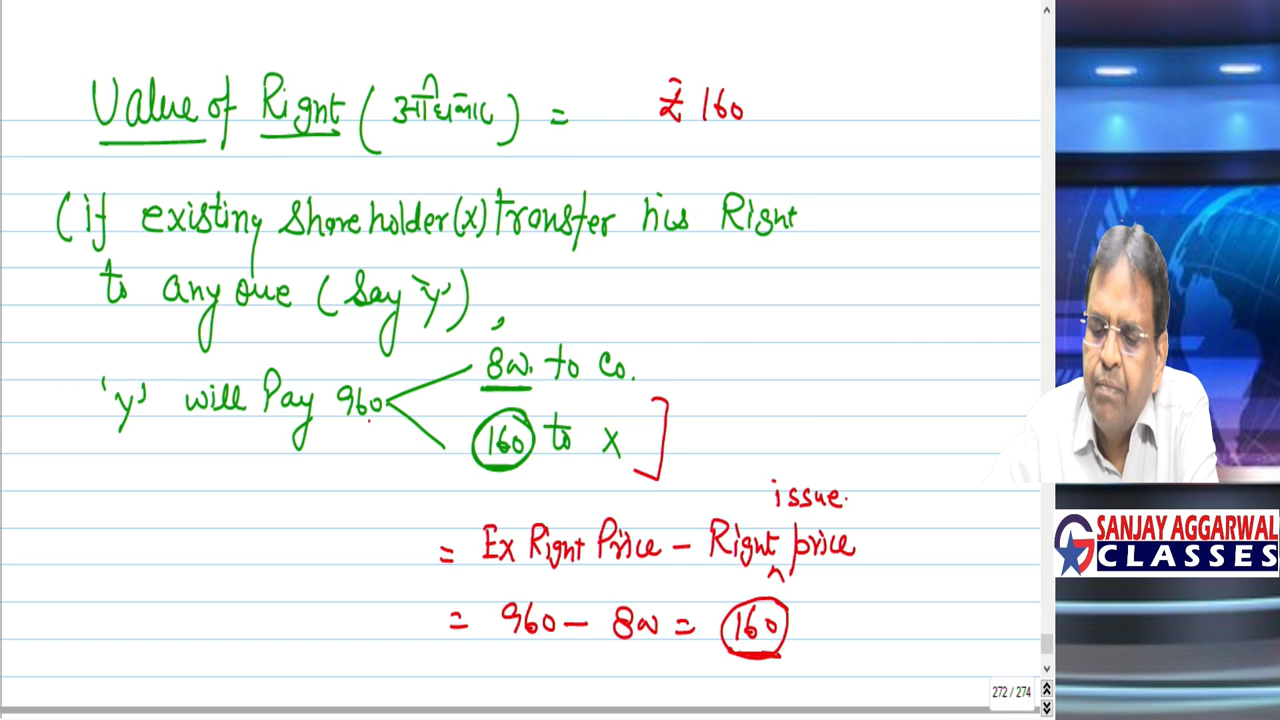 Value of Right (अधिकार) = ₹ 160
(if existing shareholder(x) transfer his Right
to any one (Say 'y'),
'y' will Pay 960
800. to Co.
160 to x
issue.
= Ex Right Price - Right price
= 960 - 800 = 160
SANJAY AGGARWAL
CLASSES
272 / 274